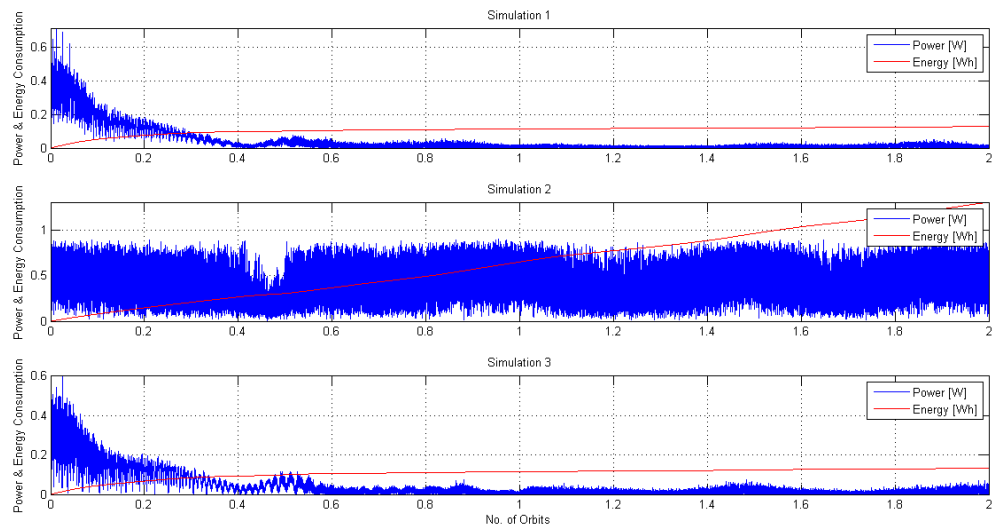 Simulation 1
Power & Energy Consumption
0.6
0.4
0.2
0
Power [W]
Energy [Wh]
0 0.2 0.4 0.6 0.8 1 1.2 1.4 1.6 1.8 2
Simulation 2
Power & Energy Consumption
1
0.5
0
Power [W]
Energy [Wh]
0 0.2 0.4 0.6 0.8 1 1.2 1.4 1.6 1.8 2
Simulation 3
Power & Energy Consumption
0.6
0.4
0.2
0
Power [W]
Energy [Wh]
0 0.2 0.4 0.6 0.8 1 1.2 1.4 1.6 1.8 2
No. of Orbits